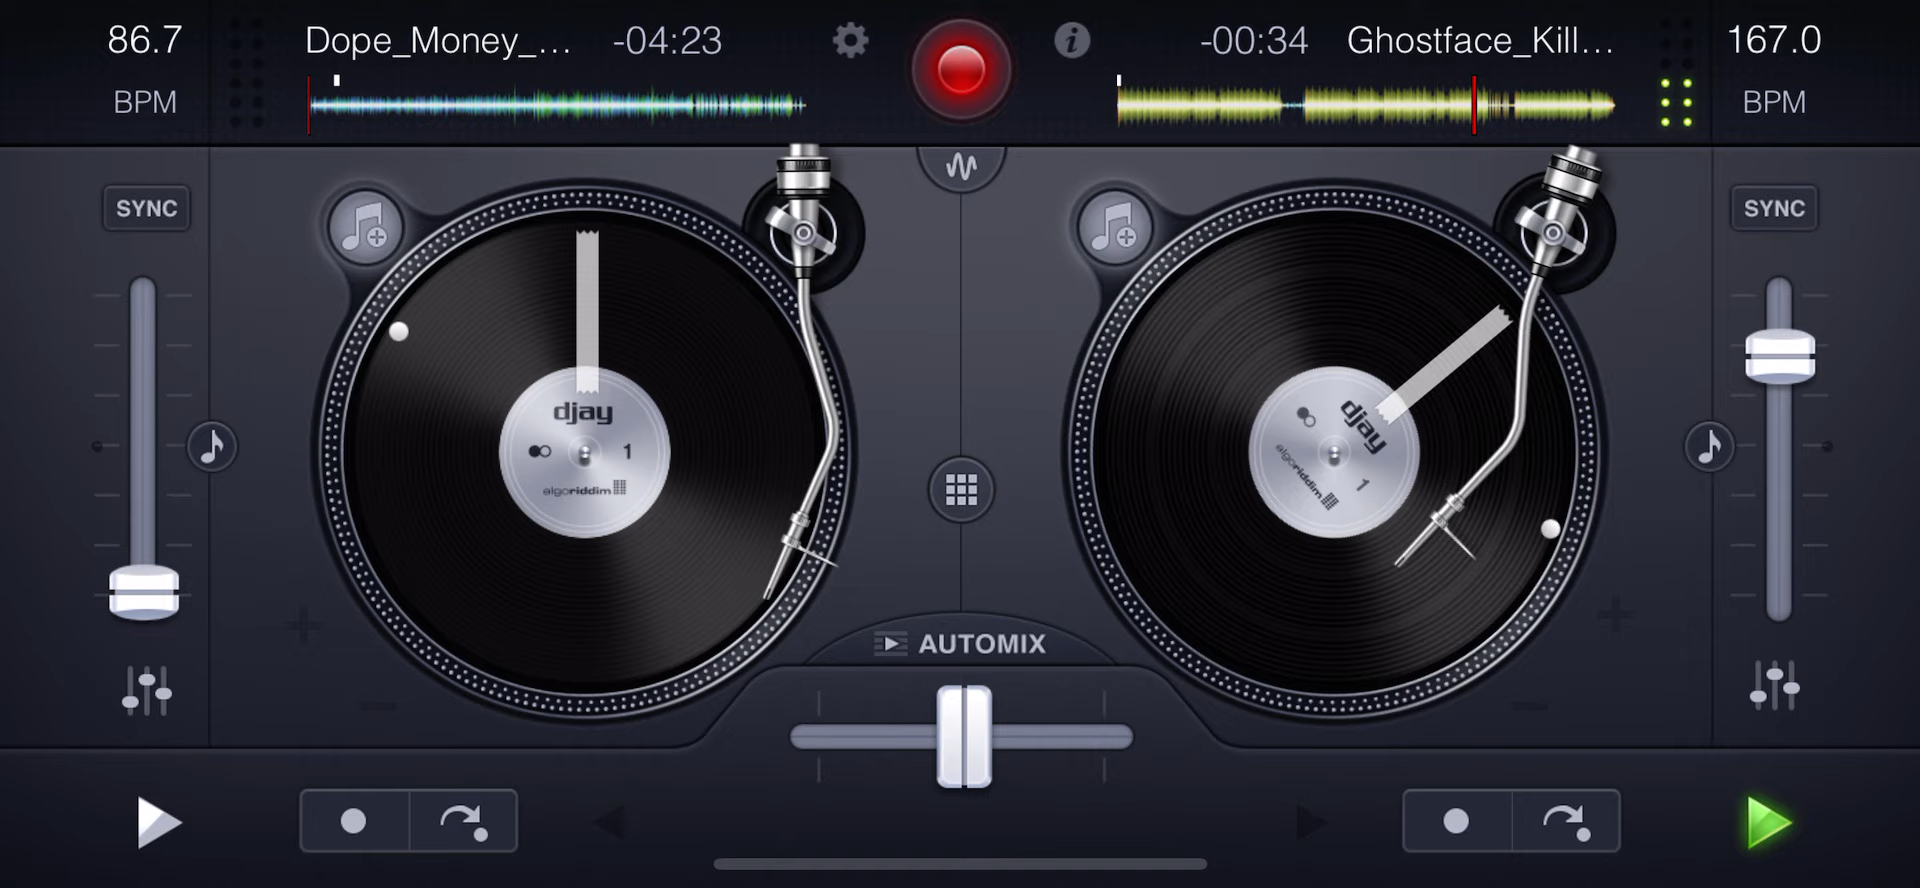 86.7
BPM
Dope_Money_...
-04:23
-00:34
Ghostface_Kill...
167.0
BPM
SYNC
SYNC
djay
1
algoriddim
djay
1
algoriddim
AUTOMIX